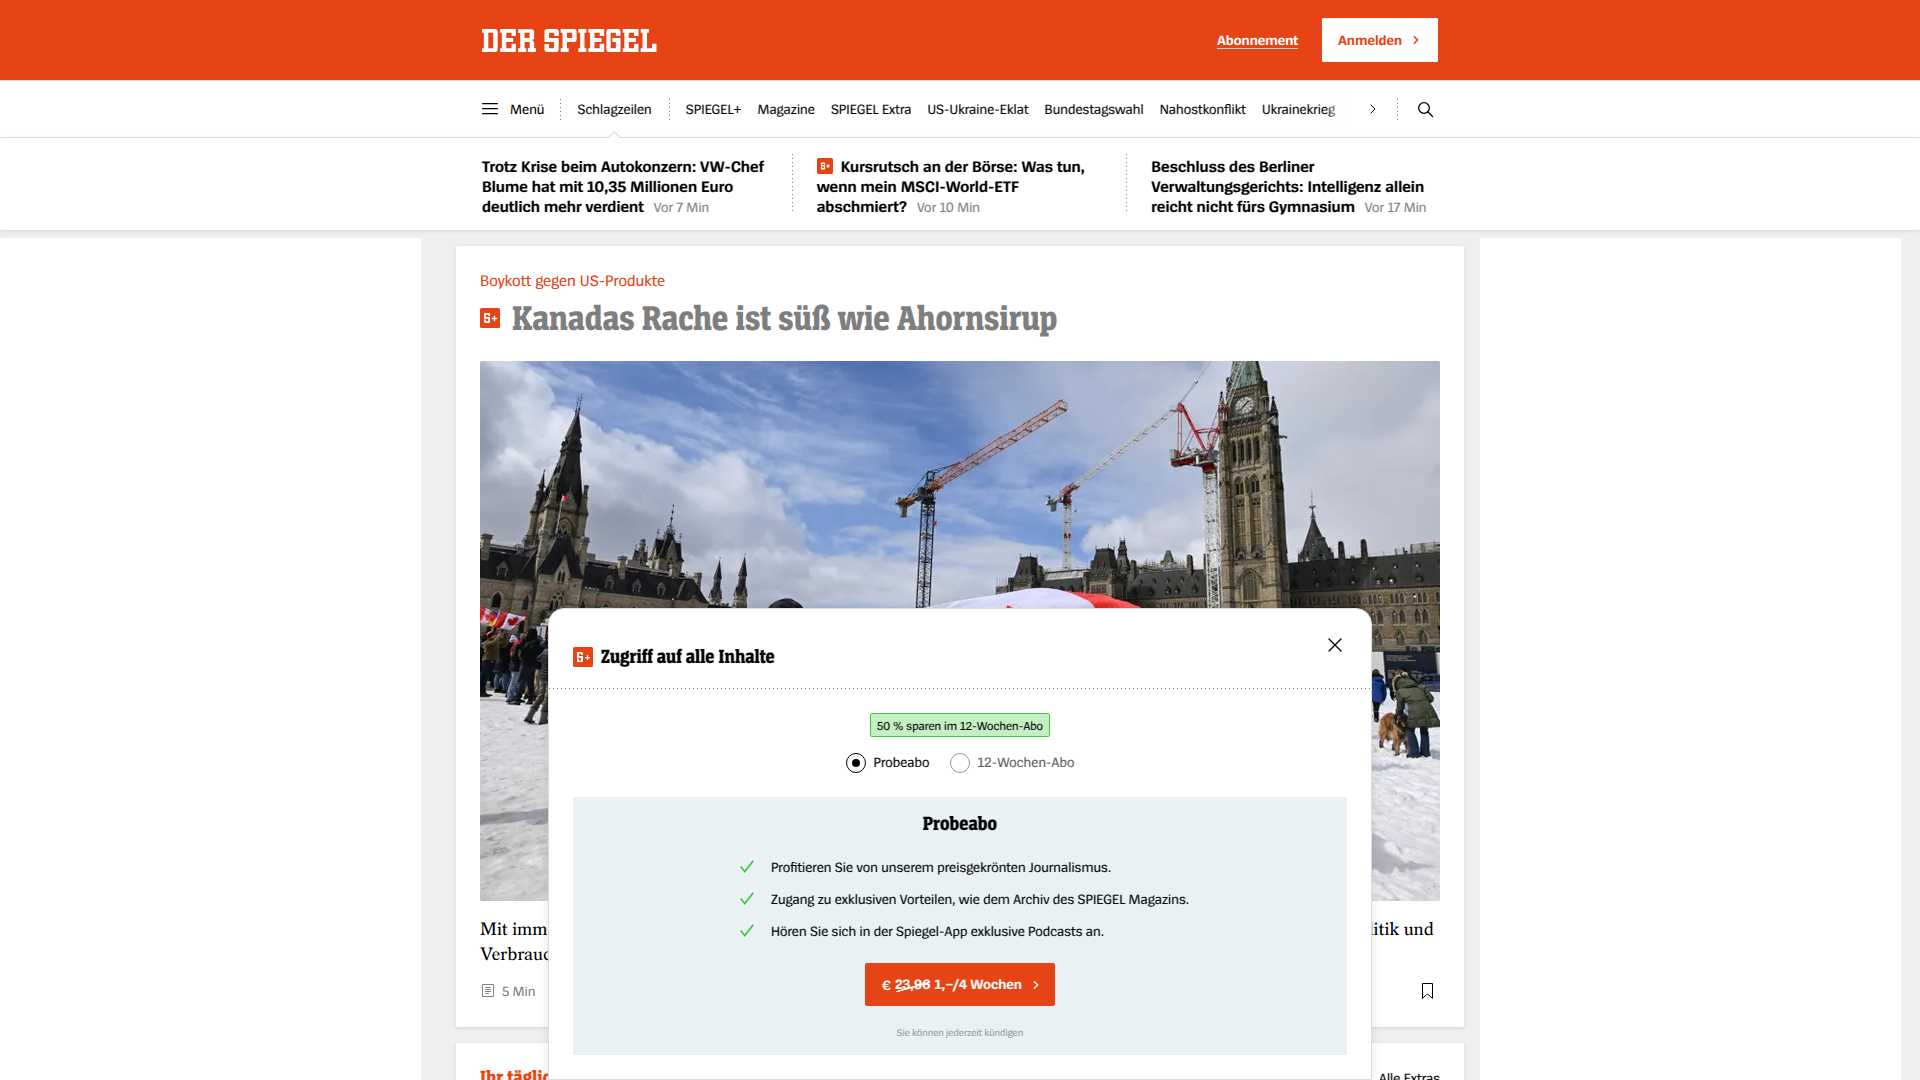 DER SPIEGEL
Abonnement
Anmelden
Menü
Schlagzeilen
SPIEGEL+
Magazine
SPIEGEL Extra
US-Ukraine-Eklat
Bundestagswahl
Nahostkonflikt
Ukrainekrieg
Trotz Krise beim Autokonzern: VW-Chef
Blume hat mit 10,35 Millionen Euro
deutlich mehr verdient Vor 7 Min
Kursrutsch an der Börse: Was tun,
wenn mein MSCI-World-ETF
abschmiert? Vor 10 Min
Beschluss des Berliner
Verwaltungsgerichts: Intelligenz allein
reicht nicht fürs Gymnasium Vor 17 Min
Boykott gegen US-Produkte
Kanadas Rache ist süß wie Ahornsirup
Zugriff auf alle Inhalte
50 % sparen im 12-Wochen-Abo
Probeabo
12-Wochen-Abo
Probeabo
Profitieren Sie von unserem preisgekrönten Journalismus.
Zugang zu exklusiven Vorteilen, wie dem Archiv des SPIEGEL Magazins.
Hören Sie sich in der Spiegel-App exklusive Podcasts an.
€ 23,96 1,–/4 Wochen
Sie können jederzeit kündigen
Mit imm
itik und
Verbrauc
5 Min
Ihr täglic
Alle Extras